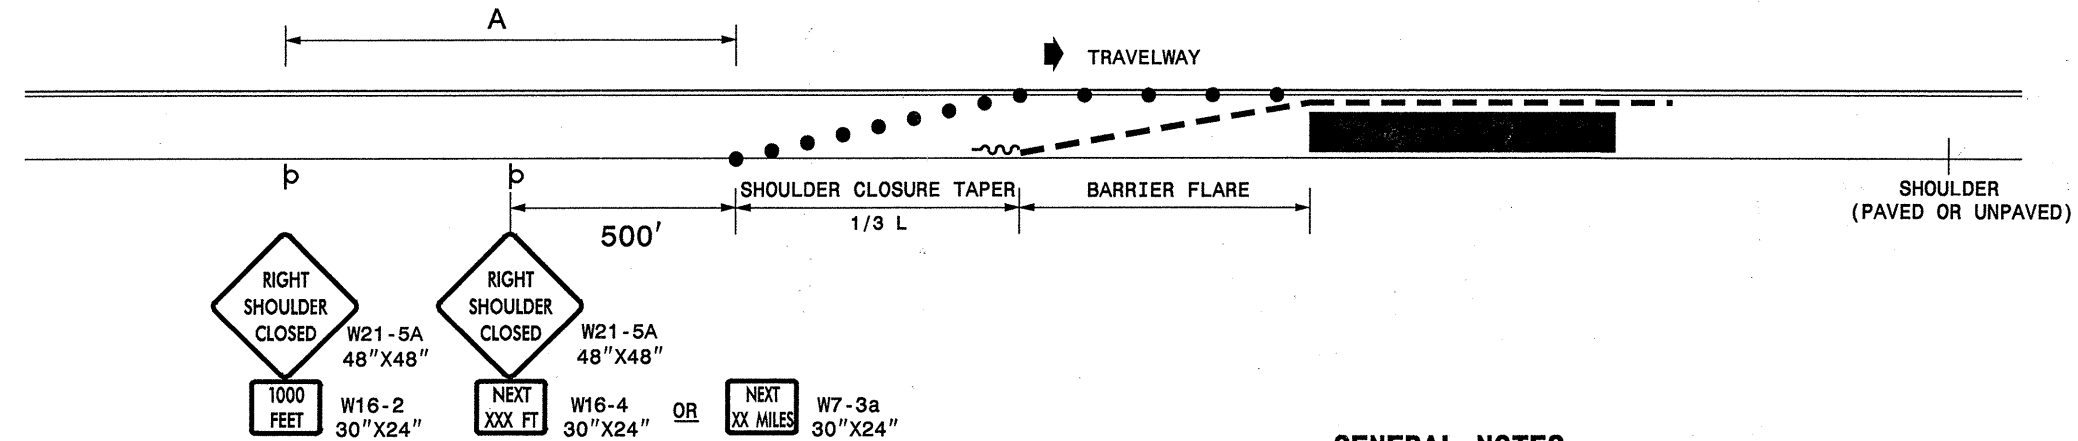 A
TRAVELWAY
SHOULDER CLOSURE TAPER
BARRIER FLARE
1/3 L
500'
SHOULDER
(PAVED OR UNPAVED)
RIGHT
SHOULDER
CLOSED
W21-5A
48"X48"
1000
FEET
W16-2
30"X24"
RIGHT
SHOULDER
CLOSED
W21-5A
48"X48"
NEXT
XXX FT
W16-4
30"X24"
OR
NEXT
XX MILES
W7-3a
30"X24"
GENERAL NOTES